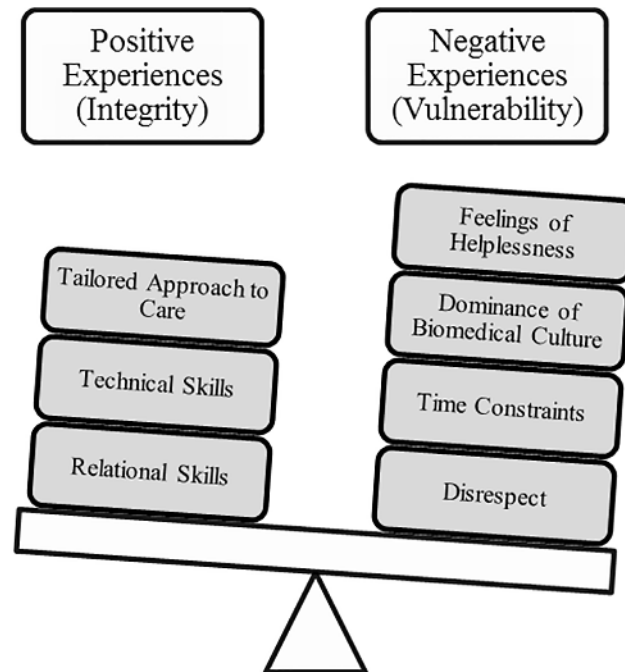 Positive
Experiences
(Integrity)
Negative
Experiences
(Vulnerability)
Tailored Approach to
Care
Technical Skills
Relational Skills
Feelings of
Helplessness
Dominance of
Biomedical Culture
Time Constraints
Disrespect